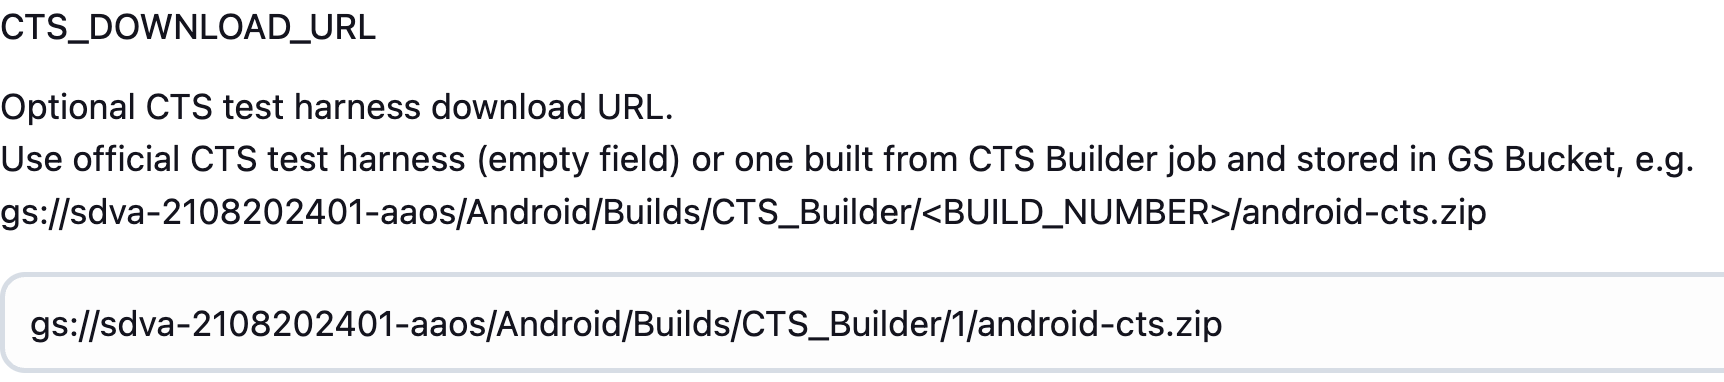 CTS_DOWNLOAD_URL
Optional CTS test harness download URL.
Use official CTS test harness (empty field) or one built from CTS Builder job and stored in GS Bucket, e.g.
gs://sdva-2108202401-aaos/Android/Builds/CTS_Builder/<BUILD_NUMBER>/android-cts.zip
gs://sdva-2108202401-aaos/Android/Builds/CTS_Builder/1/android-cts.zip